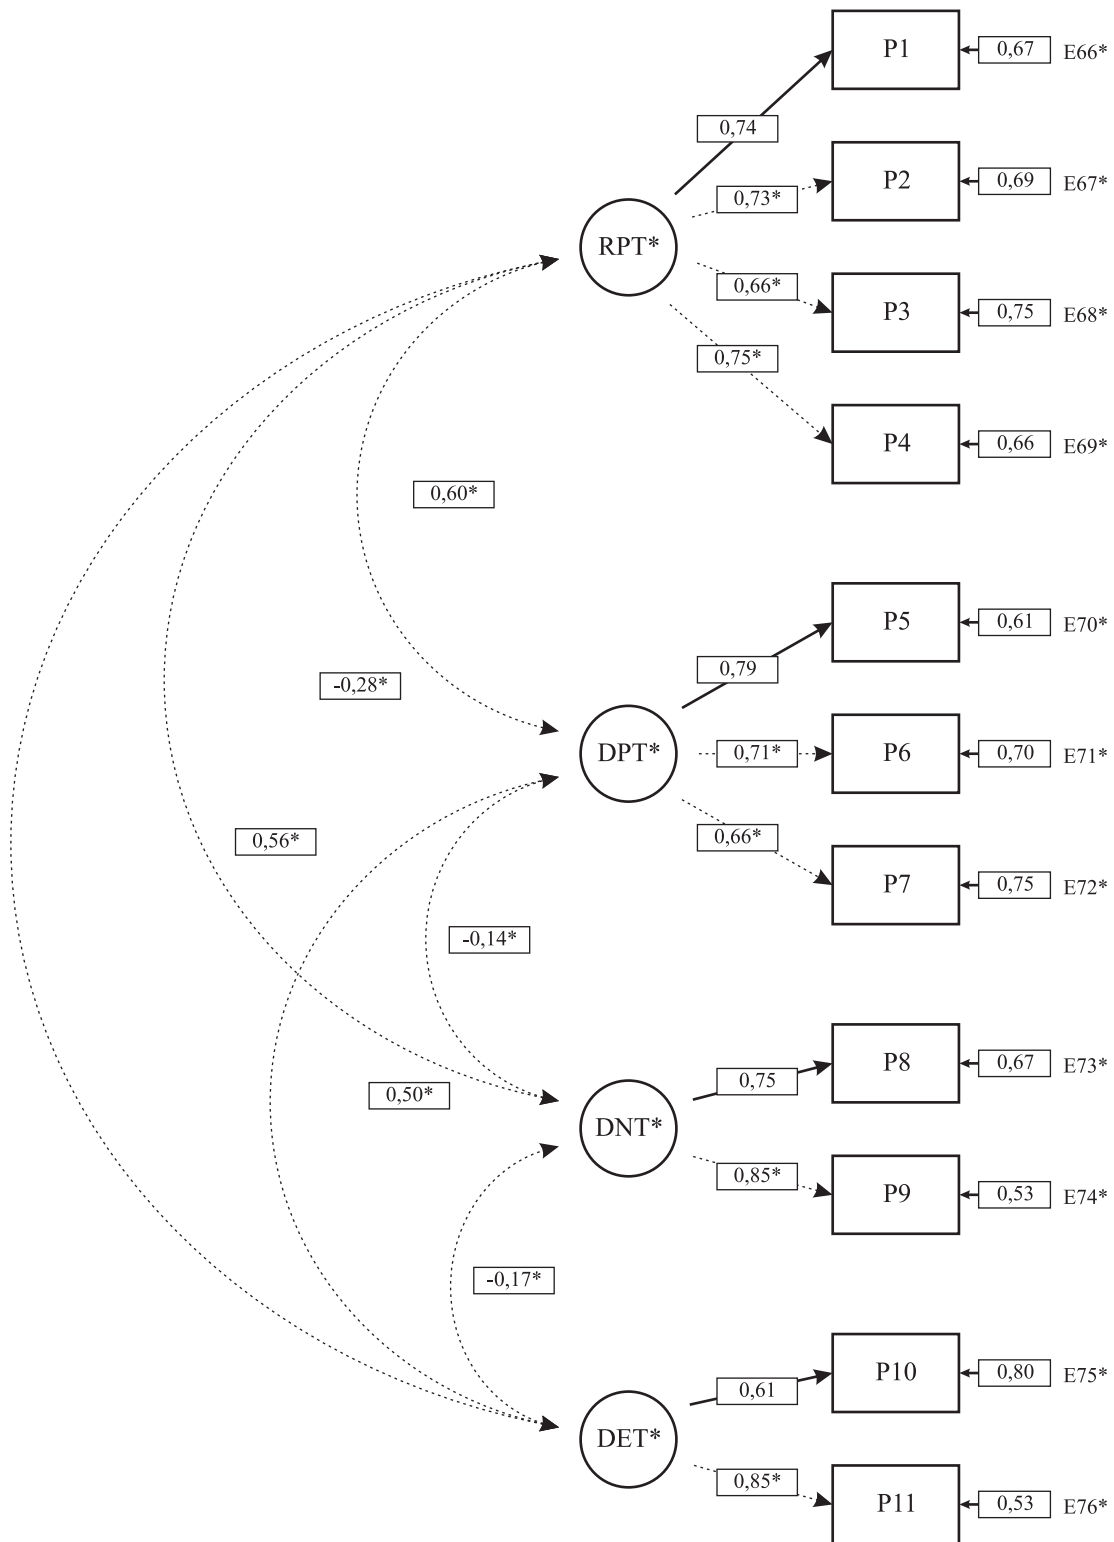 P1
0,67
E66*
0,74
P2
0,69
E67*
0,73*
RPT*
0,66*
P3
0,75
E68*
0,75*
P4
0,66
E69*
0,60*
P5
0,61
E70*
0,79
-0,28*
DPT*
0,71*
P6
0,70
E71*
0,66*
0,56*
P7
0,75
E72*
-0,14*
P8
0,67
E73*
0,75
0,50*
DNT*
0,85*
P9
0,53
E74*
-0,17*
P10
0,80
E75*
0,61
DET*
0,85*
P11
0,53
E76*